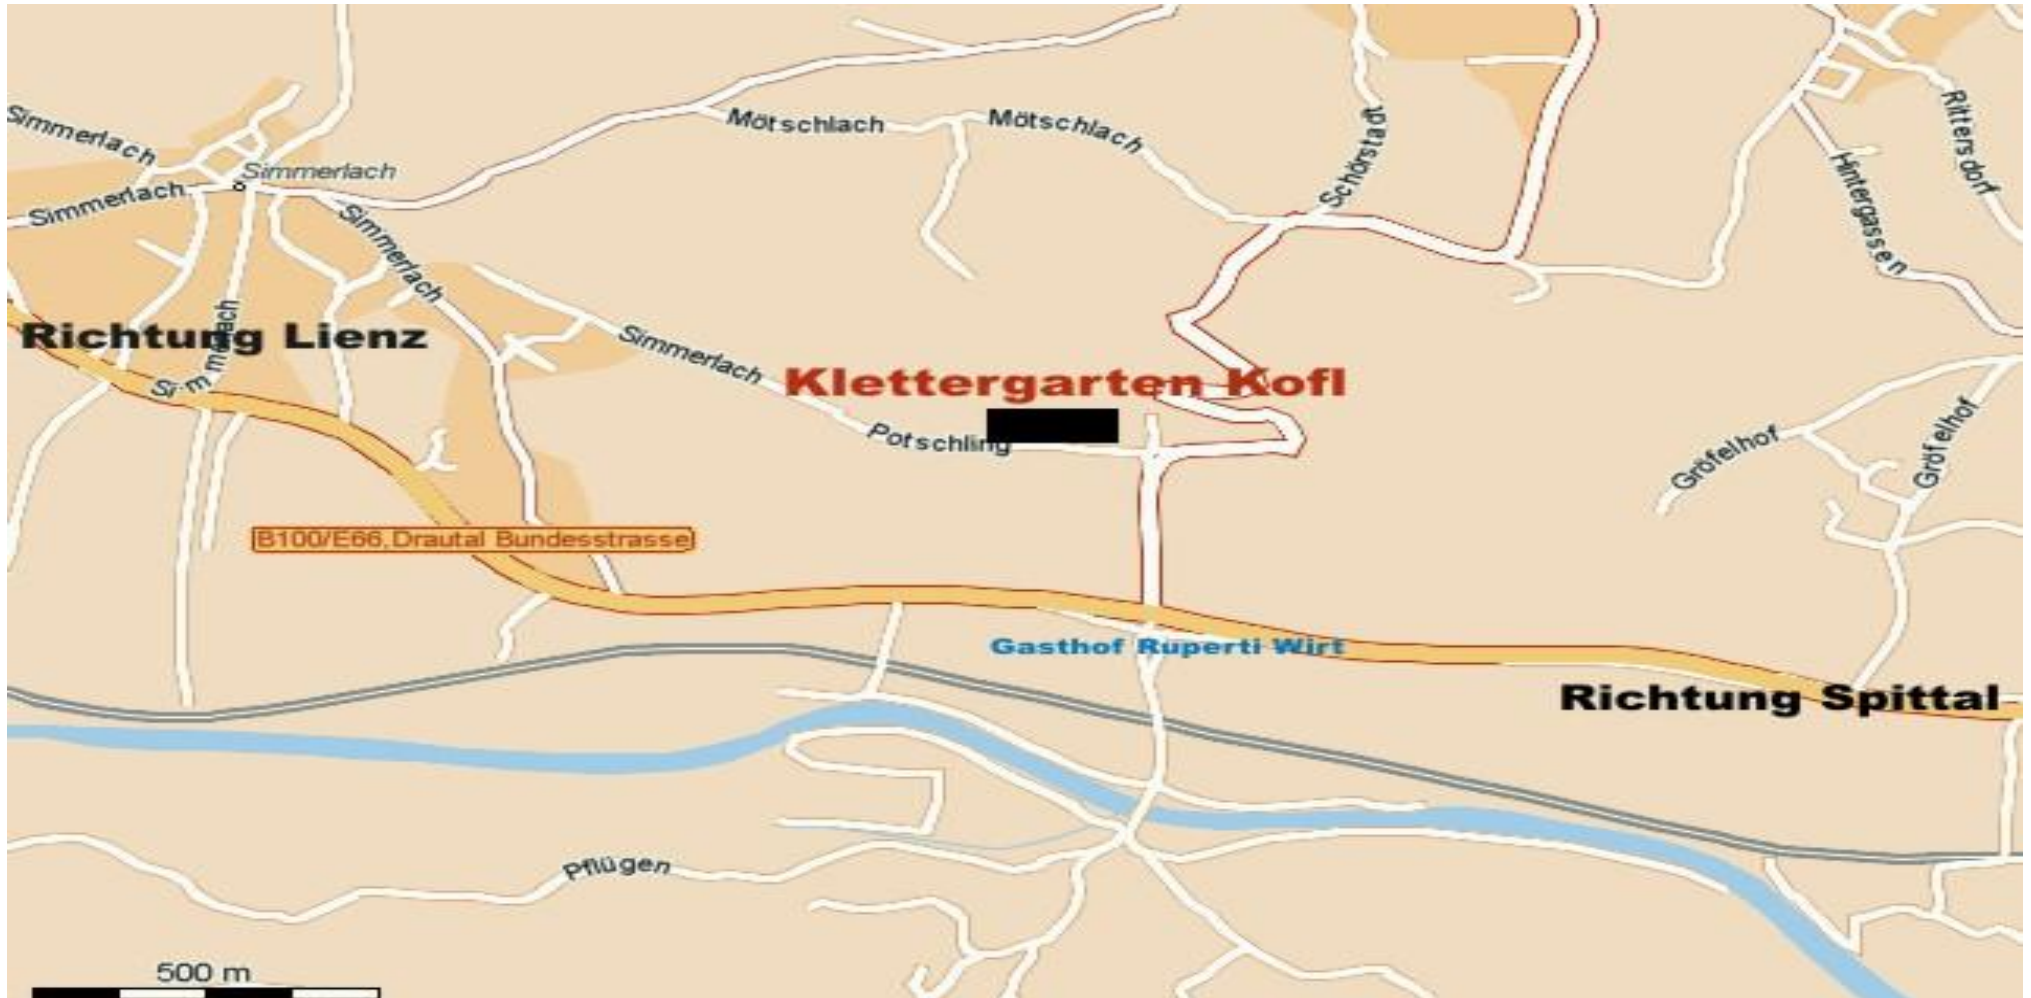 Simmerlach
Mötschlach
Mötschlach
Schörstadt
Rittersdorf
Hintergassen
Simmerlach
Simmerlach
Simmerlach
Simmerlach
Richtung Lienz
Simmerlach
Klettergarten Kofl
Potschling
Gröfelhof
Gröfelhof
B100/E66,Drautal Bundesstrasse
Gasthof Ruperti Wirt
Richtung Spittal
Pflügen
500 m